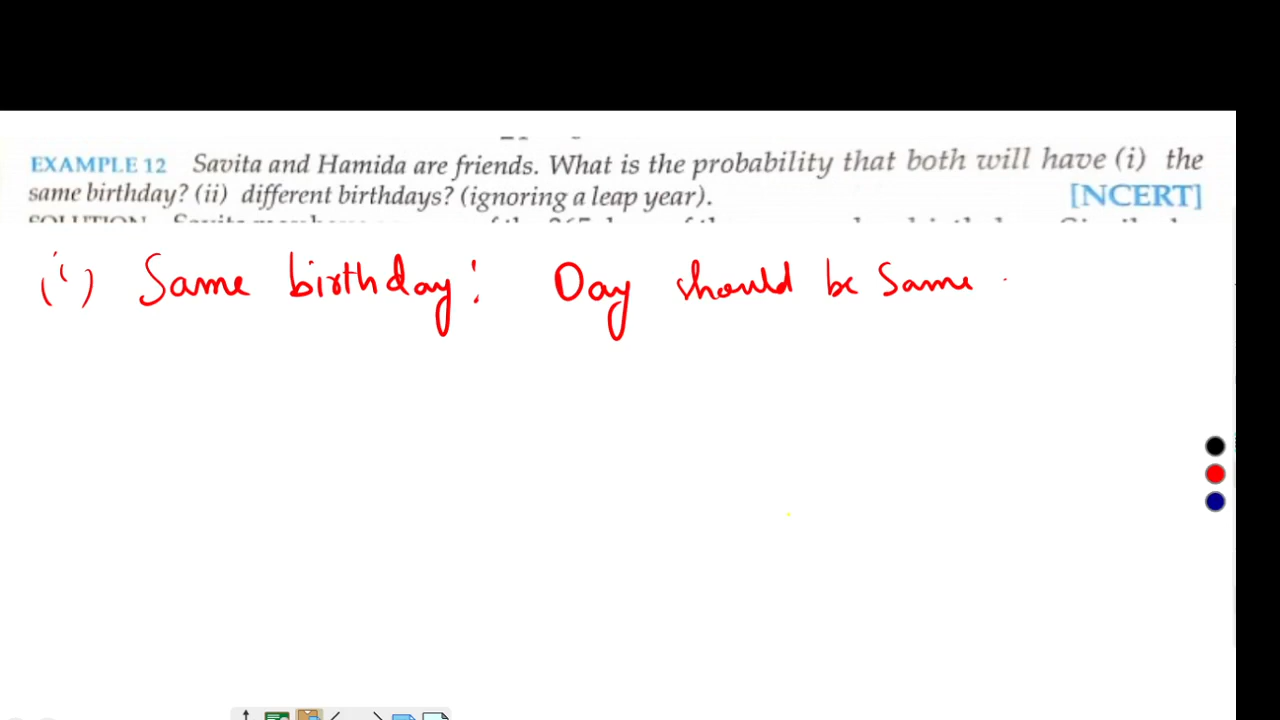 EXAMPLE 12 Savita and Hamida are friends. What is the probability that both will have (i) the
same birthday? (ii) different birthdays? (ignoring a leap year). [NCERT]
(i) Same birthday: Day should be same